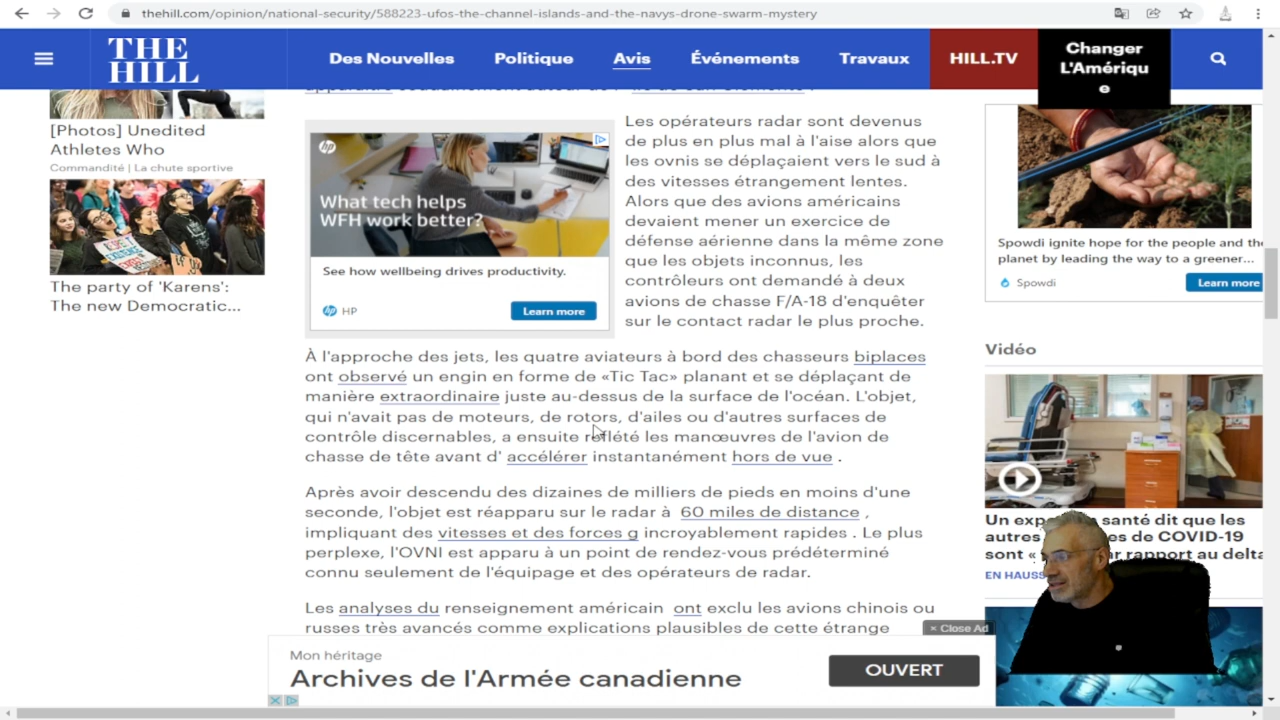 thehill.com/opinion/national-security/588223-ufos-the-channel-islands-and-the-navys-drone-swarm-mystery
THE
HILL
Des Nouvelles
Politique
Avis
Événements
Travaux
HILL.TV
Changer
L'Amériqu
e
[Photos] Unedited
Athletes Who
Commandité | La chute sportive
The party of 'Karens':
The new Democratic...
hp
What tech helps
WFH work better?
See how wellbeing drives productivity.
hp HP
Learn more
Les opérateurs radar sont devenus
de plus en plus mal à l'aise alors que
les ovnis se déplaçant vers le sud à
des vitesses étrangement lentes.
Alors que des avions américains
devaient mener un exercice de
défense aérienne dans la même zone
que les objets inconnus, les
contrôleurs ont demandé à deux
avions de chasse F/A-18 d'enquêter
sur le contact radar le plus proche.
À l'approche des jets, les quatre aviateurs à bord des chasseurs biplaces
ont observé un engin en forme de «Tic Tac» planant et se déplaçant de
manière extraordinaire juste au-dessus de la surface de l'océan. L'objet,
qui n'avait pas de moteurs, de rotors, d'ailes ou d'autres surfaces de
contrôle discernables, a ensuite reflété les manœuvres de l'avion de
chasse de tête avant d' accélérer instantanément hors de vue .
Après avoir descendu des dizaines de milliers de pieds en moins d'une
seconde, l'objet est réapparu sur le radar à 60 miles de distance ,
impliquant des vitesses et des forces g incroyablement rapides . Le plus
perplexe, l'OVNI est apparu à un point de rendez-vous prédéterminé
connu seulement de l'équipage et des opérateurs de radar.
Les analyses du renseignement américain ont exclu les avions chinois ou
russes très avancés comme explications plausibles de cette étrange
Spowdi ignite hope for the people and the
planet by leading the way to a greener...
Spowdi
Learn more
Vidéo
Un exp santé dit que les
autres es de COVID-19
sont « ar rapport au delta
EN HAUSS
× Close Ad
Mon héritage
Archives de l'Armée canadienne
OUVERT